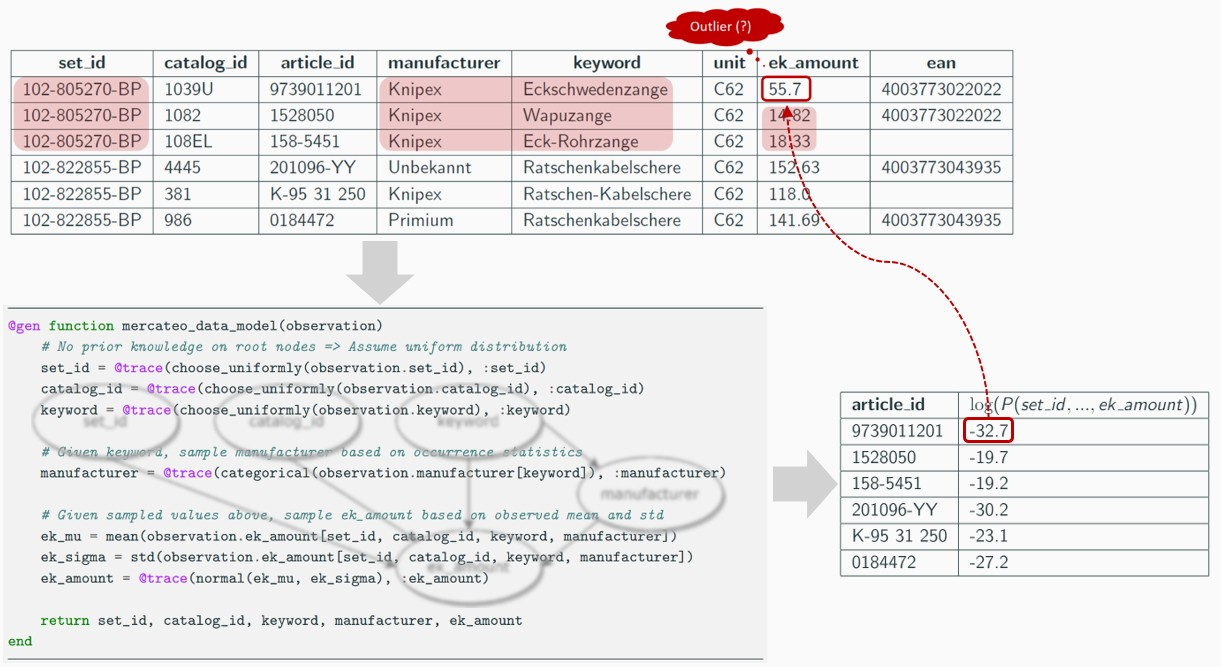 Outlier (?)
set_id catalog_id article_id manufacturer keyword unit ek_amount ean
102-805270-BP 1039U 9739011201 Knipex Eckschwedenzange C62 55.7 4003773022022
102-805270-BP 1082 1528050 Knipex Wapuzange C62 14.82 4003773022022
102-805270-BP 108EL 158-5451 Knipex Eck-Rohrzange C62 18.33
102-822855-BP 4445 201096-YY Unbekannt Ratschenkabelschere C62 152.63 4003773043935
102-822855-BP 381 K-95 31 250 Knipex Ratschen-Kabelschere C62 118.0
102-822855-BP 986 0184472 Primium Ratschenkabelschere C62 141.69 4003773043935
@gen function mercateo_data_model(observation)
# No prior knowledge on root nodes => Assume uniform distribution
set_id = @trace(choose_uniformly(observation.set_id), :set_id)
catalog_id = @trace(choose_uniformly(observation.catalog_id), :catalog_id)
keyword = @trace(choose_uniformly(observation.keyword), :keyword)
set_id catalog_id keyword
# Given keyword, sample manufacturer based on occurrence statistics
manufacturer = @trace(categorical(observation.manufacturer[keyword]), :manufacturer)
manufacturer
# Given sampled values above, sample ek_amount based on observed mean and std
ek_mu = mean(observation.ek_amount[set_id, catalog_id, keyword, manufacturer])
ek_sigma = std(observation.ek_amount[set_id, catalog_id, keyword, manufacturer])
ek_amount
ek_amount = @trace(normal(ek_mu, ek_sigma), :ek_amount)
return set_id, catalog_id, keyword, manufacturer, ek_amount
end
article_id log(P(set_id, ..., ek_amount))
9739011201 -32.7
1528050 -19.7
158-5451 -19.2
201096-YY -30.2
K-95 31 250 -23.1
0184472 -27.2